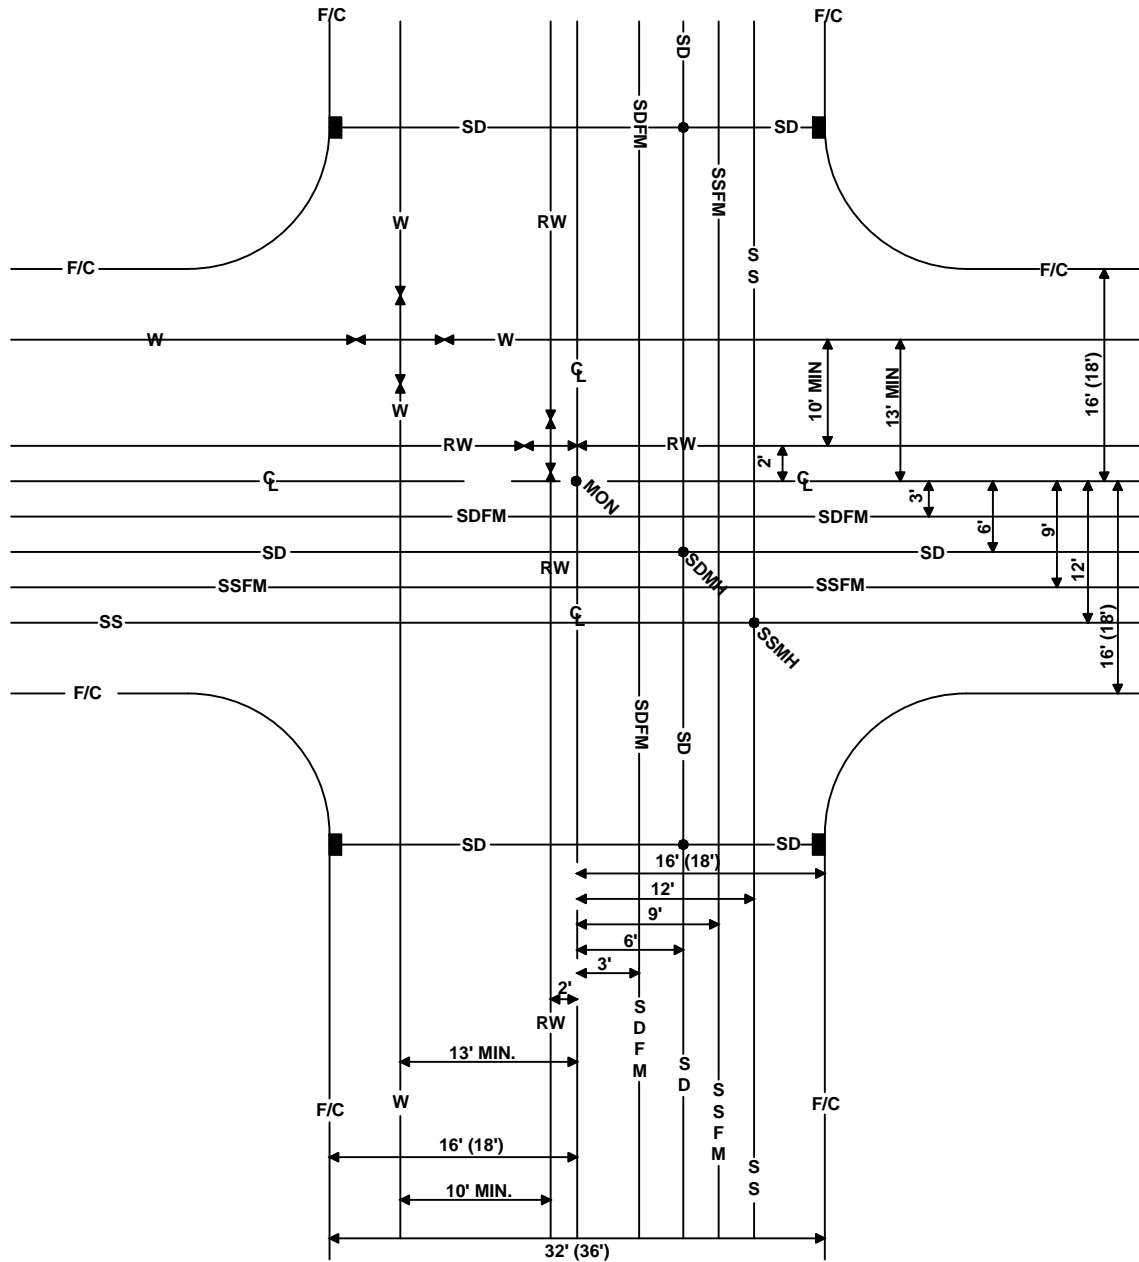 F/C
F/C
SD
SD
SDFM
SD
SSFM
W
RW
S
S
F/C
F/C
W
W
16' (18')
10' MIN
13' MIN
℄
W
RW
RW
2'
℄
℄
MON
3'
SDFM
SDFM
6'
9'
SD
SD
RW
SDMH
12'
SSFM
SSFM
SS
℄
SSMH
16' (18')
F/C
SDFM
SD
SD
SD
16' (18')
12'
9'
6'
3'
2'
RW
S
D
F
M
13' MIN.
S
D
W
F/C
F/C
S
S
F
M
16' (18')
S
S
10' MIN.
32' (36')